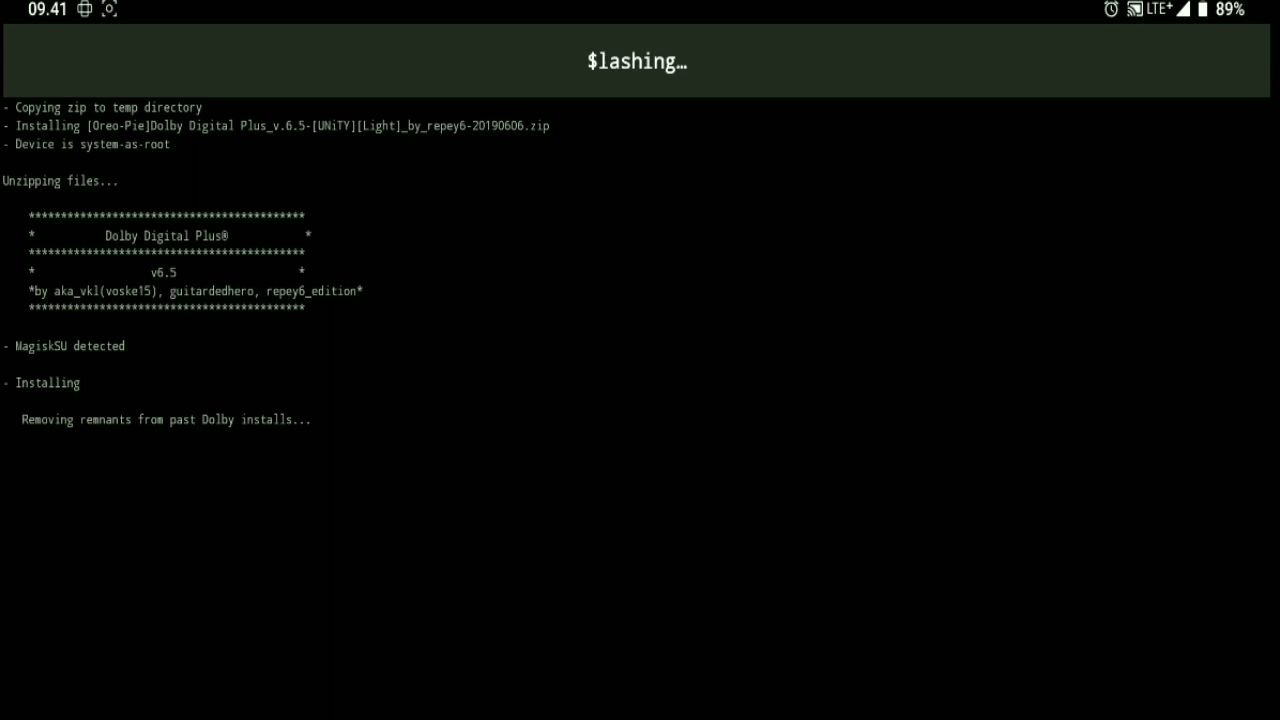 09.41 LTE+ 89%
$lashing…
- Copying zip to temp directory
- Installing [Oreo-Pie]Dolby Digital Plus_v.6.5-[UNiTY][Light]_by_repey6-20190606.zip
- Device is system-as-root
Unzipping files...
*******************************************
* Dolby Digital Plus® *
*******************************************
* v6.5 *
*by aka_vkl(voske15), guitardedhero, repey6_edition*
*******************************************
- MagiskSU detected
- Installing
Removing remnants from past Dolby installs...